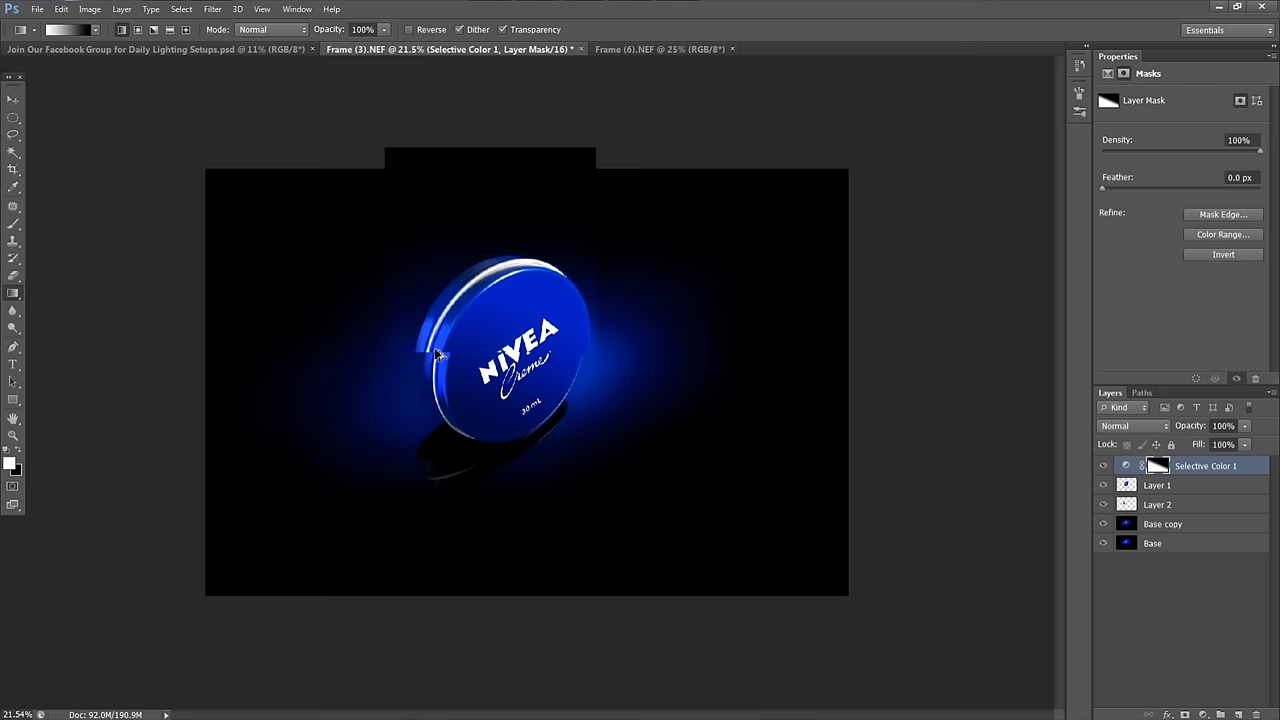 Ps File Edit Image Layer Type Select Filter 3D View Window Help
Mode: Normal Opacity: 100% Reverse Dither Transparency Essentials
Join Our Facebook Group for Daily Lighting Setups.psd @ 11% (RGB/8*) × Frame (3).NEF @ 21.5% (Selective Color 1, Layer Mask/16) * × Frame (6).NEF @ 25% (RGB/8*) ×
Properties
Masks
Layer Mask
Density: 100%
Feather: 0.0 px
Refine: Mask Edge...
Color Range...
Invert
NIVEA
Creme
30 mL
Layers Paths
Kind
Normal Opacity: 100%
Lock: Fill: 100%
Selective Color 1
Layer 1
Layer 2
Base copy
Base
21.54% Doc: 92.0M/190.9M